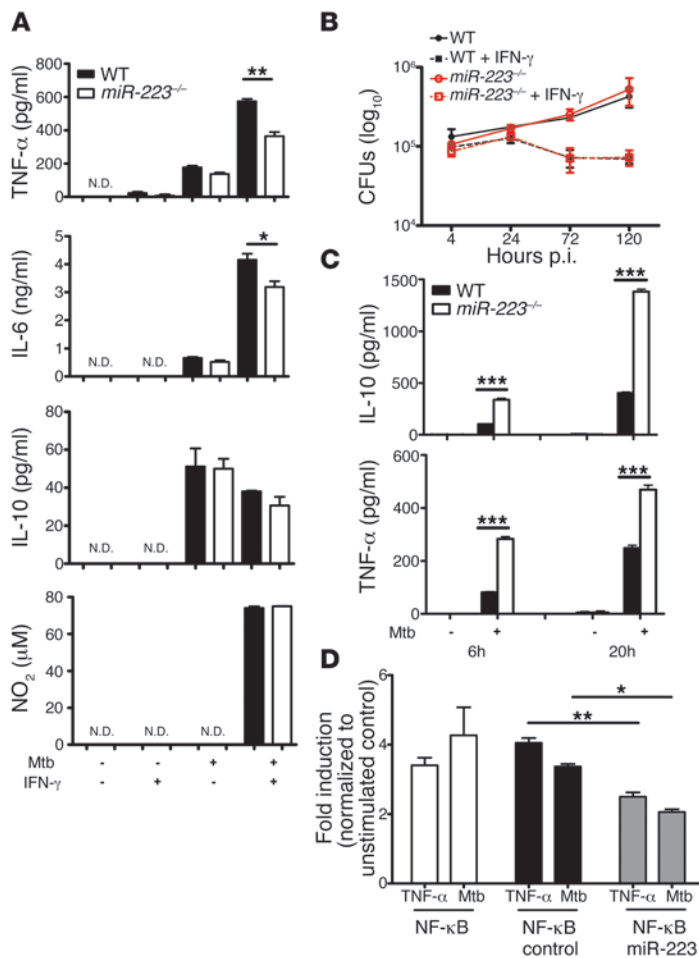 A
WT
miR-223–/–
**
TNF-α (pg/ml)
800
600
400
200
0
N.D.
*
IL-6 (ng/ml)
5
4
3
2
1
0
N.D. N.D.
IL-10 (pg/ml)
80
60
40
20
0
N.D. N.D.
NO2 (μM)
80
60
40
20
0
N.D. N.D. N.D.
Mtb - - + +
IFN-γ - + - +
B
WT
WT + IFN-γ
miR-223–/–
miR-223–/– + IFN-γ
CFUs (log10)
10^6
10^5
10^4
4 24 72 120
Hours p.i.
C
WT
miR-223–/–
*** ***
IL-10 (pg/ml)
1500
1000
500
0
*** ***
TNF-α (pg/ml)
600
400
200
0
Mtb - + - +
6h 20h
D
*
**
Fold induction
(normalized to
unstimulated control)
6
4
2
0
TNF-α Mtb TNF-α Mtb TNF-α Mtb
NF-κB NF-κB NF-κB
control miR-223